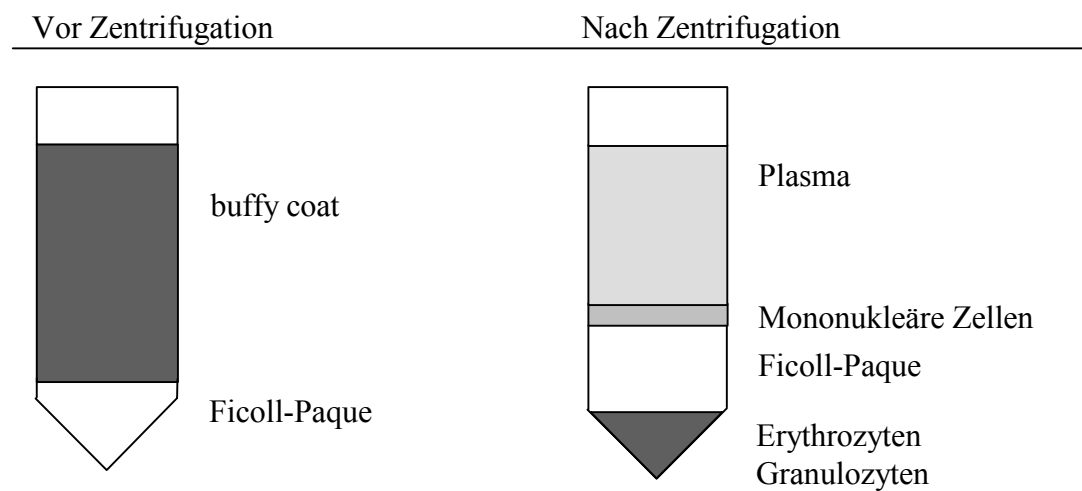 Vor Zentrifugation
Nach Zentrifugation
buffy coat
Ficoll-Paque
Plasma
Mononukleäre Zellen
Ficoll-Paque
Erythrozyten
Granulozyten